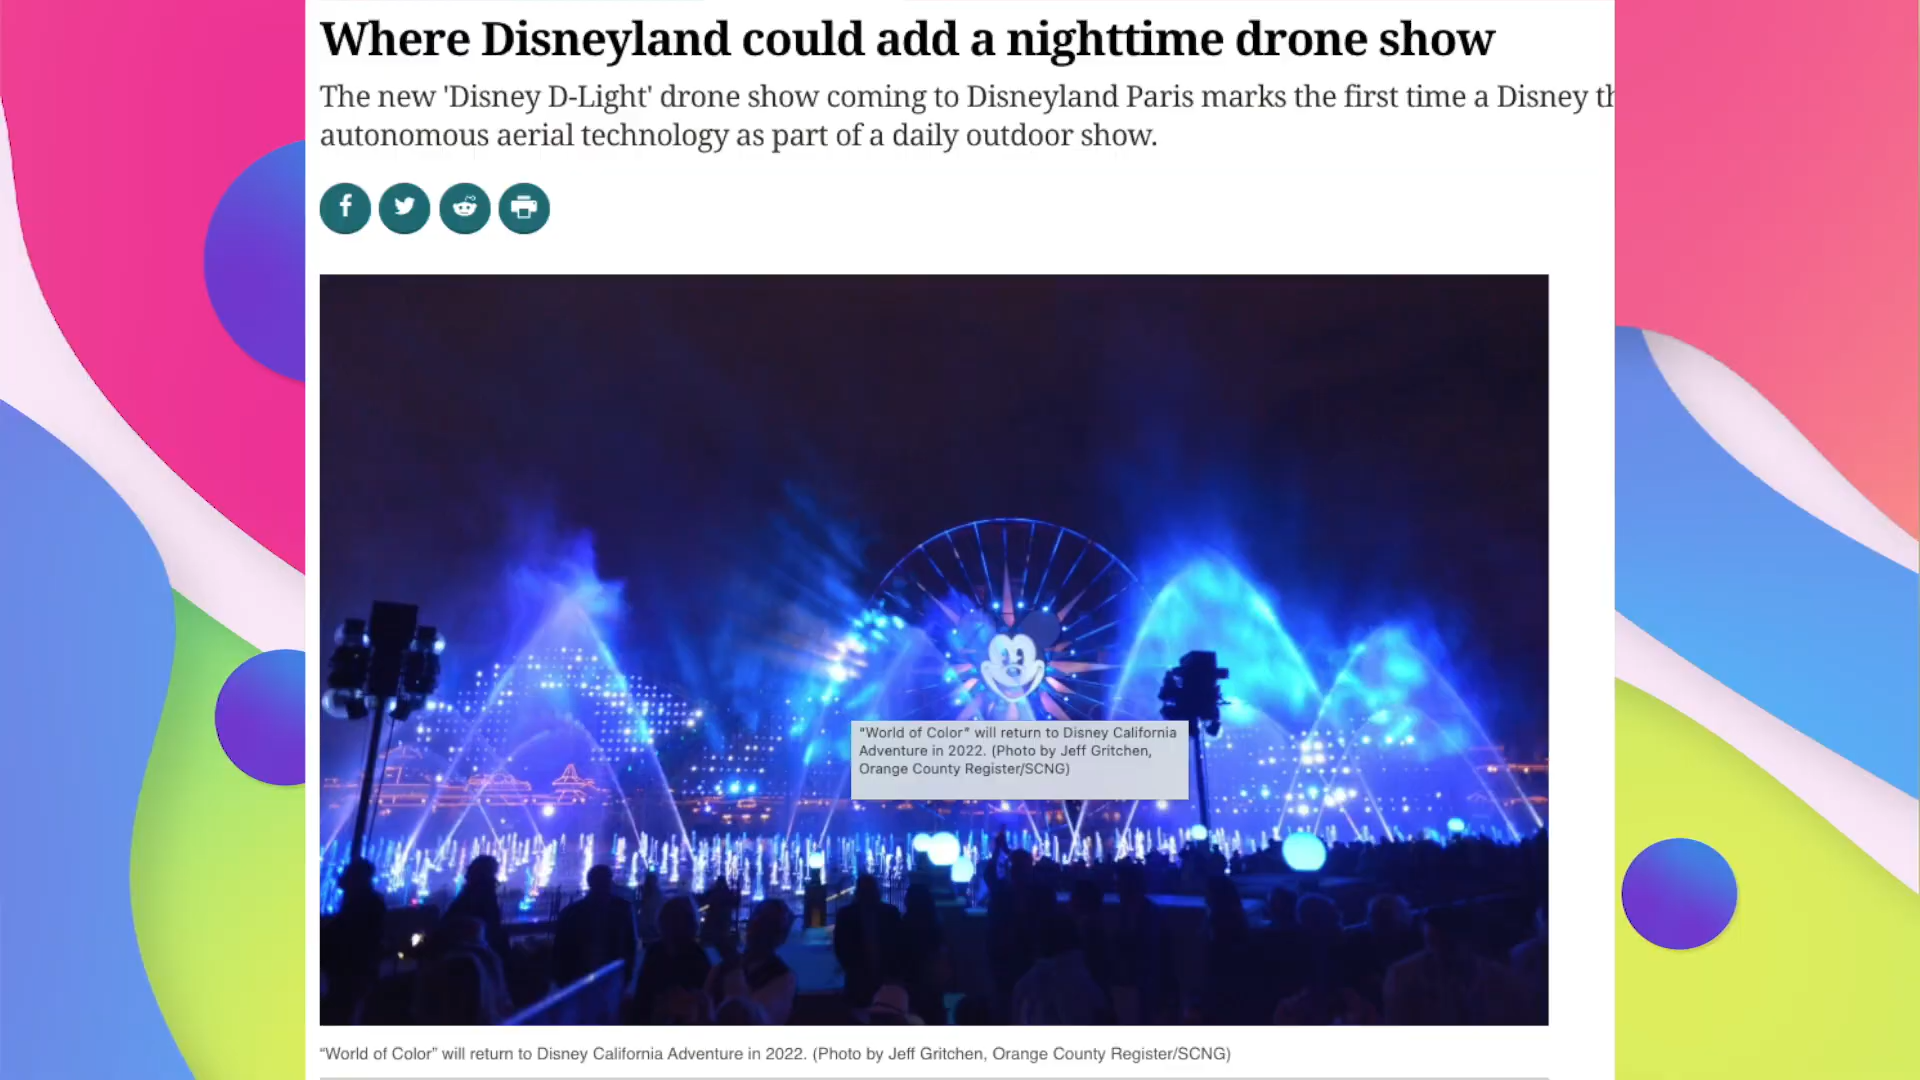 Where Disneyland could add a nighttime drone show
The new 'Disney D-Light' drone show coming to Disneyland Paris marks the first time a Disney th
autonomous aerial technology as part of a daily outdoor show.
"World of Color" will return to Disney California
Adventure in 2022. (Photo by Jeff Gritchen,
Orange County Register/SCNG)
“World of Color” will return to Disney California Adventure in 2022. (Photo by Jeff Gritchen, Orange County Register/SCNG)